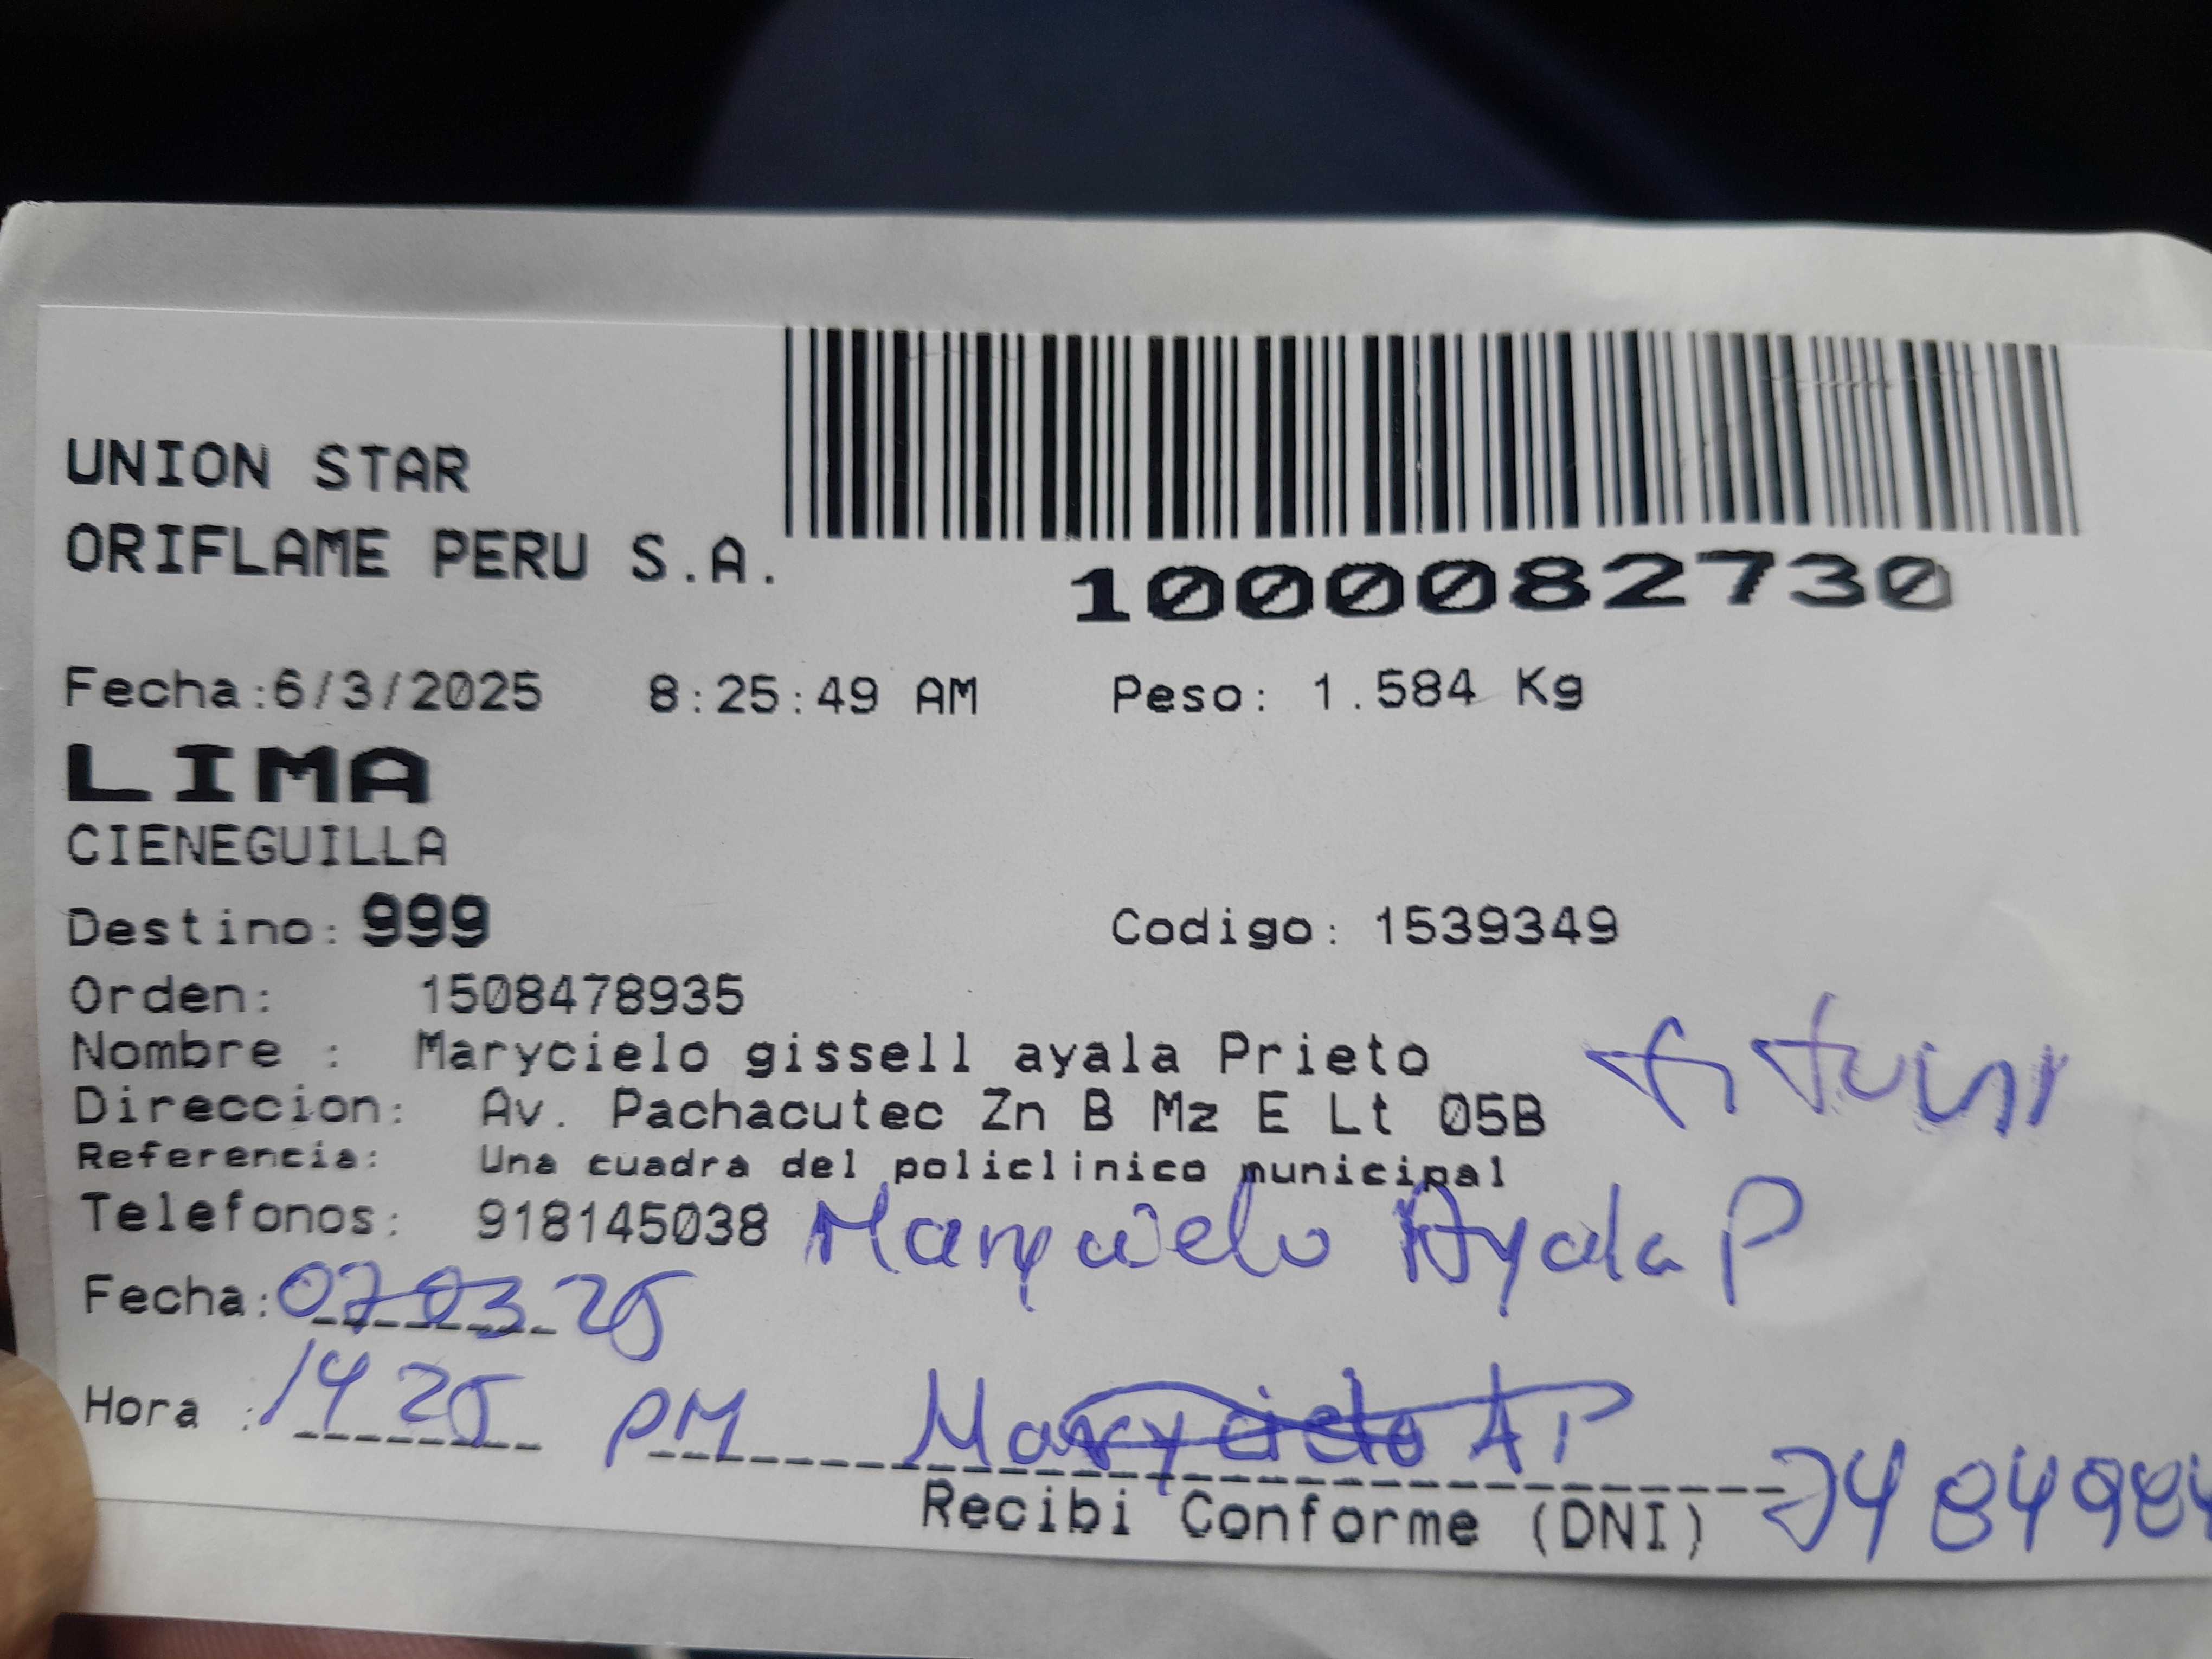 UNION STAR
ORIFLAME PERU S.A.
1000082730
Fecha:6/3/2025 8:25:49 AM Peso: 1.584 Kg
LIMA
CIENEGUILLA
Destino: 999 Codigo: 1539349
Orden: 1508478935
Nombre : Marycielo gissell ayala Prieto
Direccion: Av. Pachacutec Zn B Mz E Lt 05B
Referencia: Una cuadra del policlinico municipal
Telefonos: 918145038 Marycielo Ayala P
Fecha: 07-03-25
Hora : 14 25 PM Marycielo A P
Recibi Conforme (DNI)